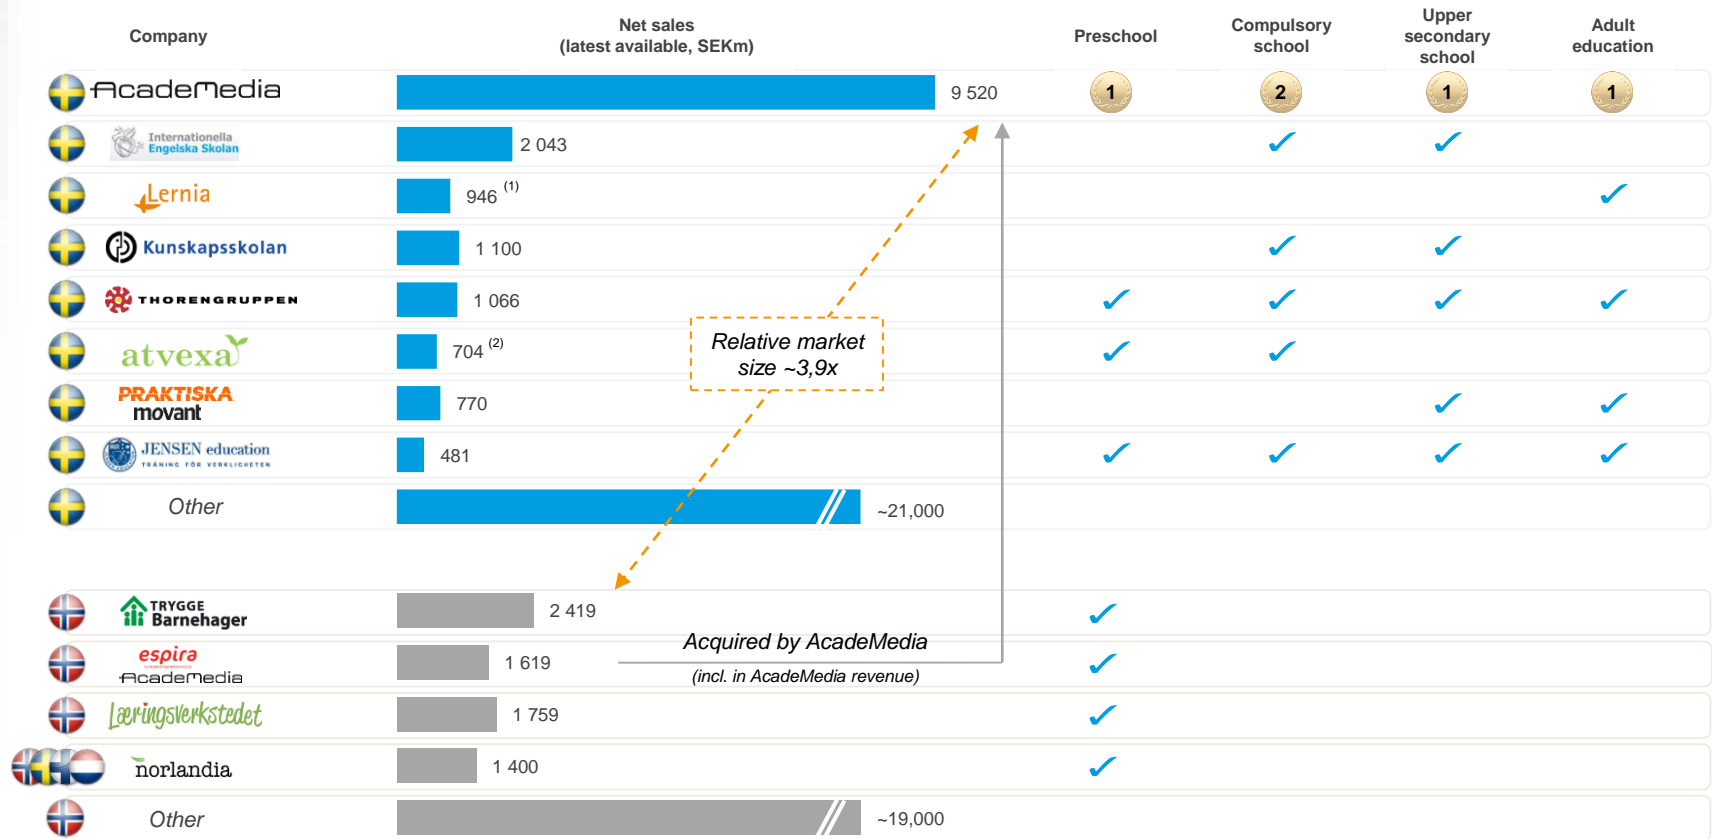 Company
Net sales
(latest available, SEKm)
Preschool
Compulsory
school
Upper
secondary
school
Adult
education
AcadeMedia
9 520
1
2
1
1
Internationella
Engelska Skolan
2 043
Lernia
946 (1)
Kunskapsskolan
1 100
THORENGRUPPEN
1 066
atvexa
704 (2)
Relative market
size ~3,9x
PRAKTISKA
movant
770
JENSEN education
TRÄNING FÖR VERKLIGHETEN
481
Other
~21,000
TRYGGE
Barnehager
2 419
espira
AcadeMedia
1 619
Acquired by AcadeMedia
(incl. in AcadeMedia revenue)
Læringsverkstedet
1 759
norlandia
1 400
Other
~19,000